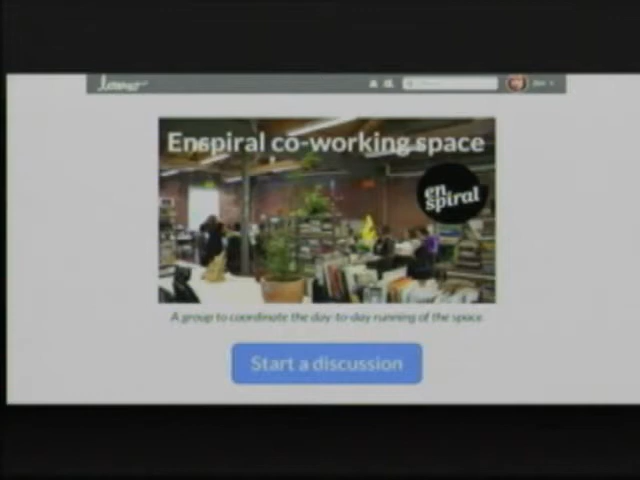 Enspiral co-working space
en
spiral
A group to coordinate the day-to-day running of the space
Start a discussion